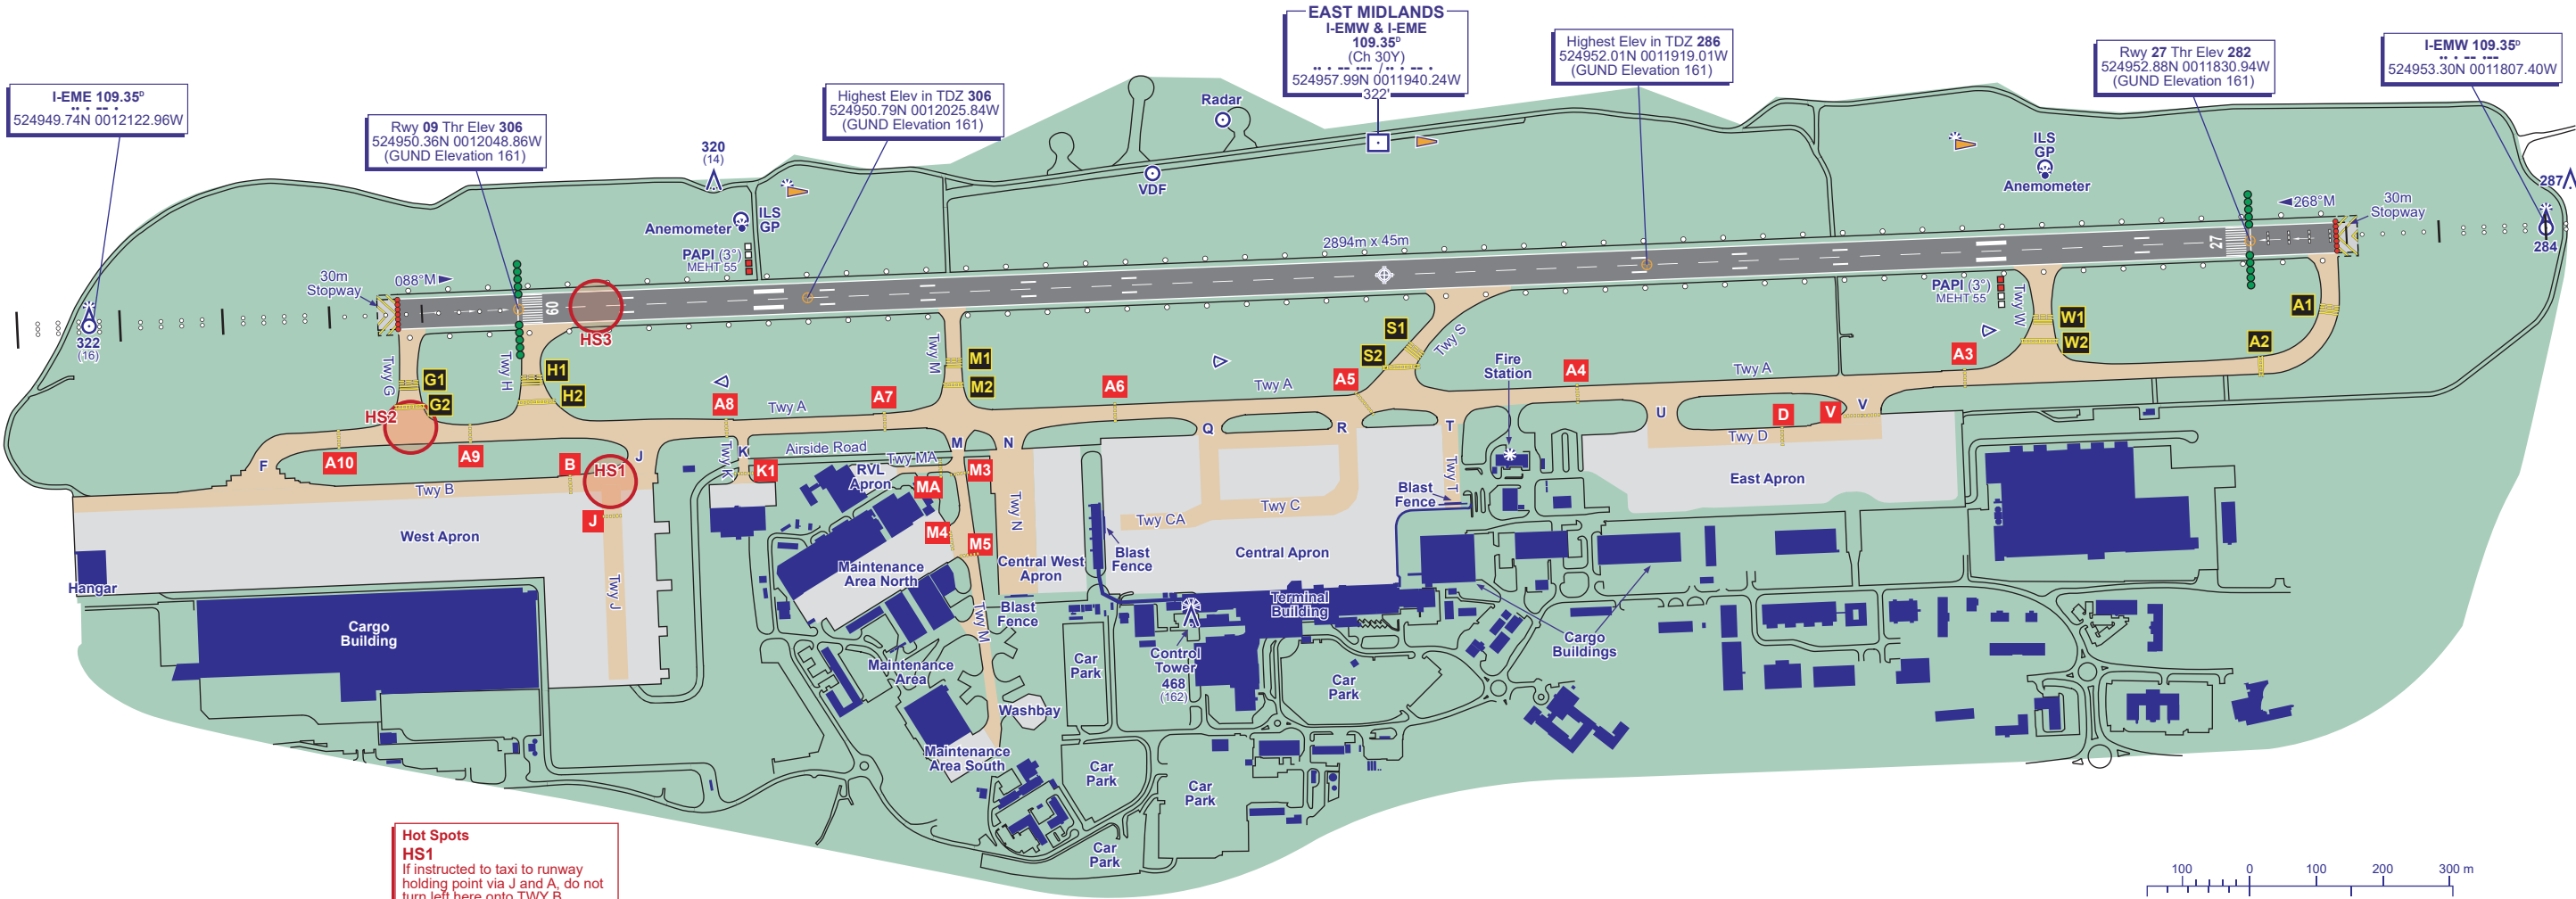 EAST MIDLANDS
I-EMW & I-EME
109.35ᴰ
(Ch 30Y)
524957.99N 0011940.24W
322'
I-EME 109.35ᴰ
524949.74N 0012122.96W
Rwy 09 Thr Elev 306
524950.36N 0012048.86W
(GUND Elevation 161)
Highest Elev in TDZ 306
524950.79N 0012025.84W
(GUND Elevation 161)
Highest Elev in TDZ 286
524952.01N 0011919.01W
(GUND Elevation 161)
Rwy 27 Thr Elev 282
524952.88N 0011830.94W
(GUND Elevation 161)
I-EMW 109.35ᴰ
524953.30N 0011807.40W
320
(14)
Radar
VDF
ILS
GP
Anemometer
PAPI (3°)
MEHT 55
ILS
GP
Anemometer
287
268°M
30m
Stopway
284
2894m x 45m
27
30m
Stopway
088°M
09
HS3
322
(16)
PAPI (3°)
MEHT 55
Twy W
W1
W2
A1
A2
A3
Twy G
G1
G2
HS2
Twy H
H1
H2
Twy M
M1
M2
S1
S2
Twy S
Fire
Station
A10
A9
A8
Twy A
A7
A6
Twy A
A5
A4
Twy A
F
B
HS1
J
Twy K
K
K1
Airside Road
Twy MA
M
N
M3
MA
RVL
Apron
Q
R
T
U
D
V
V
Twy D
Twy B
J
West Apron
Twy J
Hangar
Cargo
Building
M4
M5
Twy N
Maintenance
Area North
Central West
Apron
Blast
Fence
Blast
Fence
Twy CA
Twy C
Central Apron
Twy T
Blast
Fence
East Apron
Terminal
Building
Twy M
Maintenance
Area
Washbay
Maintenance
Area South
Control
Tower
468
(162)
Car
Park
Car
Park
Car
Park
Car
Park
Car
Park
Cargo
Buildings
Hot Spots
HS1
If instructed to taxi to runway
holding point via J and A, do not
turn left here onto TWY B
100 0 100 200 300 m